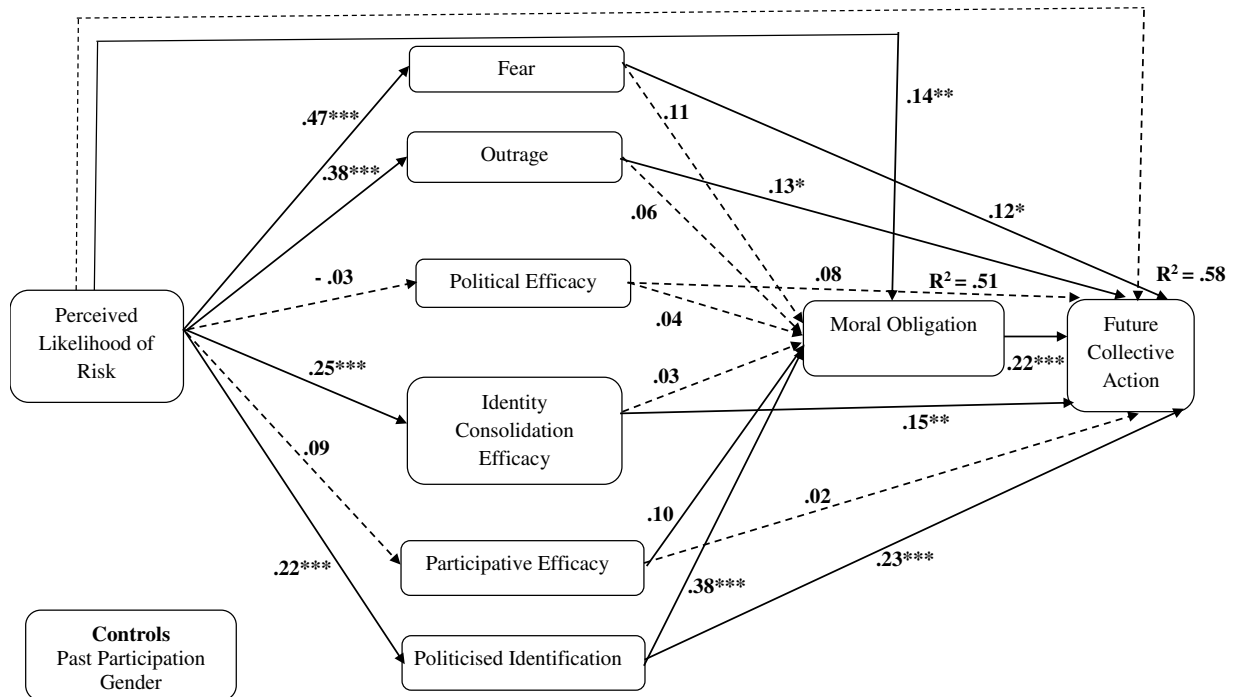 Fear
.14**
.47***
.11
Outrage
.38***
.13*
.06
.12*
- .03
Political Efficacy
.08
R² = .51
R² = .58
Perceived
Likelihood of
Risk
.04
Moral Obligation
Future
Collective
Action
.25***
.03
.22***
Identity
Consolidation
Efficacy
.15**
.09
.02
.10
Participative Efficacy
.22***
.38***
.23***
Politicised Identification
Controls
Past Participation
Gender